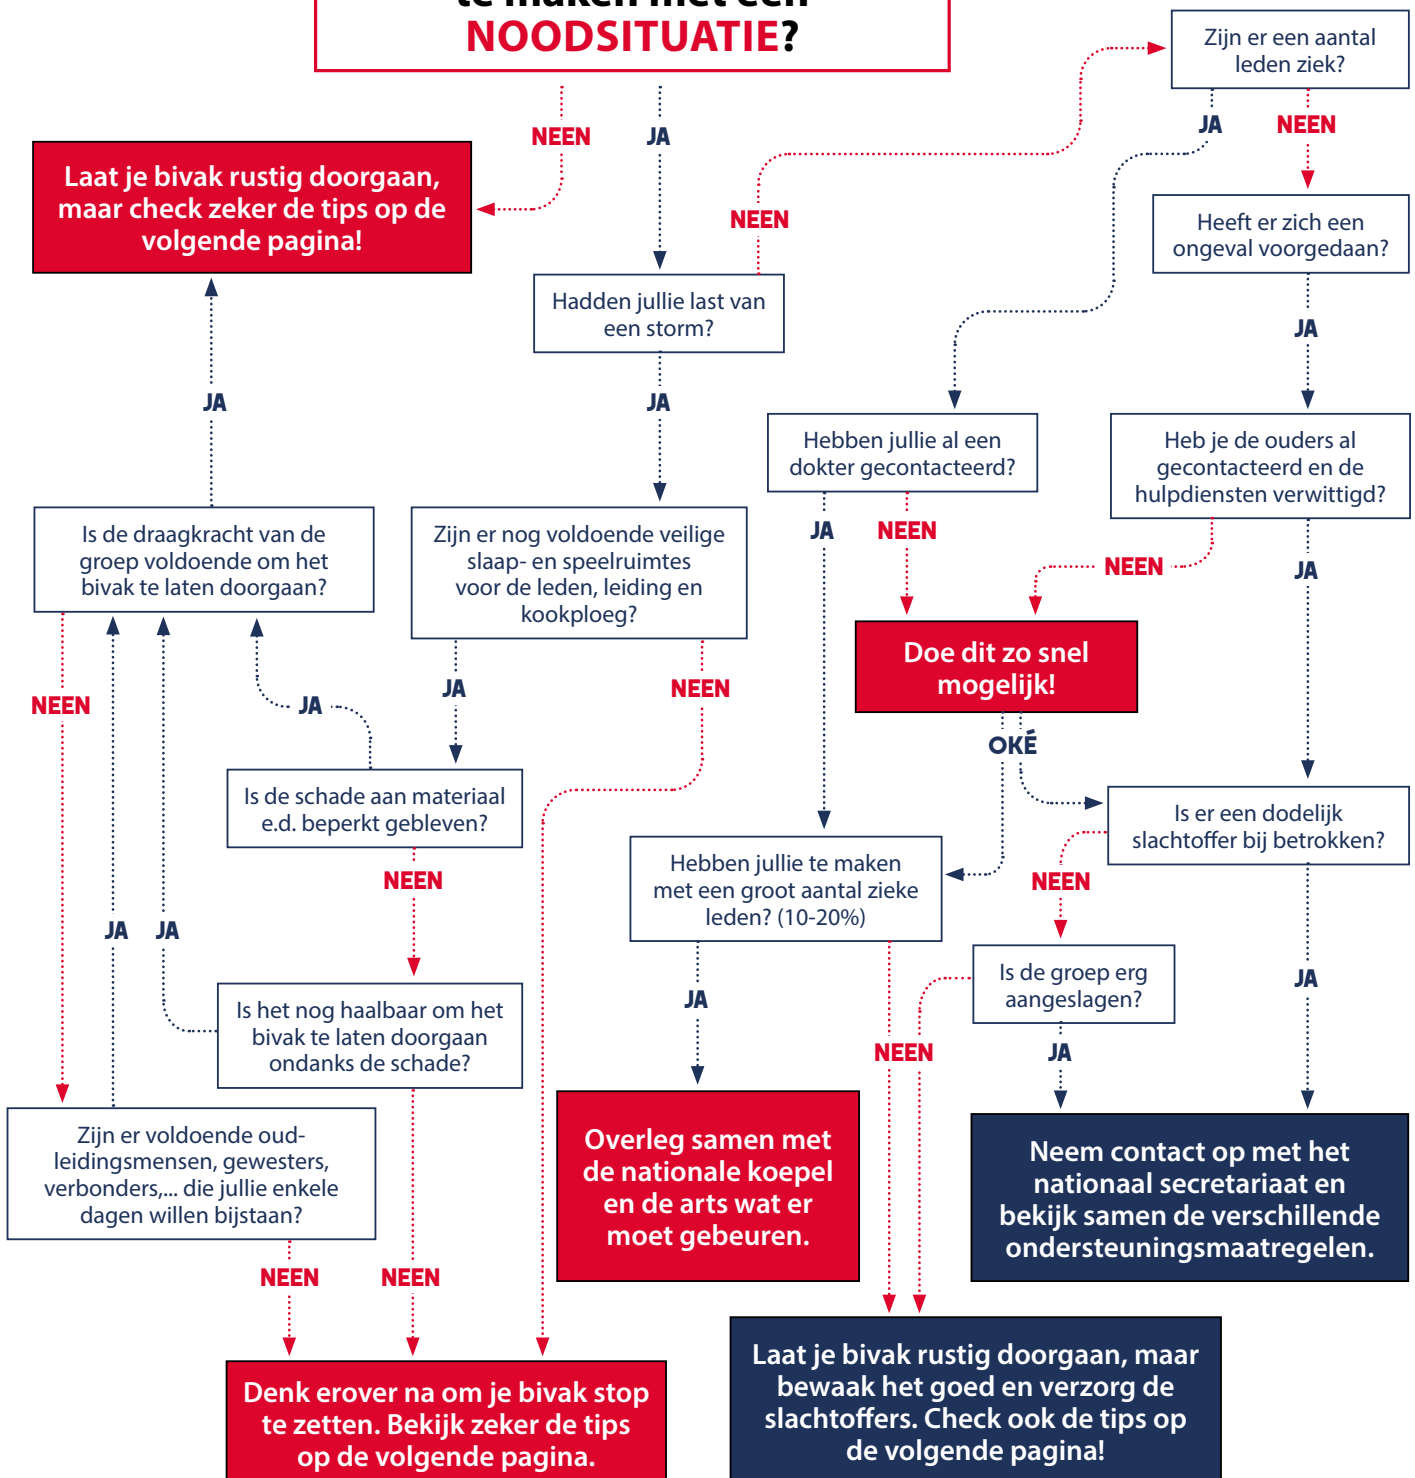 te maken met een
NOODSITUATIE?
Zijn er een aantal
leden ziek?
NEEN
JA
JA
NEEN
Laat je bivak rustig doorgaan,
maar check zeker de tips op de
volgende pagina!
NEEN
Heeft er zich een
ongeval voorgedaan?
Hadden jullie last van
een storm?
JA
JA
JA
Hebben jullie al een
dokter gecontacteerd?
Heb je de ouders al
gecontacteerd en de
hulpdiensten verwittigd?
Is de draagkracht van de
groep voldoende om het
bivak te laten doorgaan?
Zijn er nog voldoende veilige
slaap- en speelruimtes
voor de leden, leiding en
kookploeg?
JA
NEEN
NEEN
JA
Doe dit zo snel
mogelijk!
NEEN
JA
JA
NEEN
OKÉ
Is de schade aan materiaal
e.d. beperkt gebleven?
Is er een dodelijk
slachtoffer bij betrokken?
Hebben jullie te maken
met een groot aantal zieke
leden? (10-20%)
NEEN
NEEN
JA
JA
Is de groep erg
aangeslagen?
JA
JA
Is het nog haalbaar om het
bivak te laten doorgaan
ondanks de schade?
NEEN
JA
Zijn er voldoende oud-
leidingsmensen, gewesters,
verbonders,... die jullie enkele
dagen willen bijstaan?
Overleg samen met
de nationale koepel
en de arts wat er
moet gebeuren.
Neem contact op met het
nationaal secretariaat en
bekijk samen de verschillende
ondersteuningsmaatregelen.
NEEN
NEEN
Denk erover na om je bivak stop
te zetten. Bekijk zeker de tips
op de volgende pagina.
Laat je bivak rustig doorgaan, maar
bewaak het goed en verzorg de
slachtoffers. Check ook de tips op
de volgende pagina!